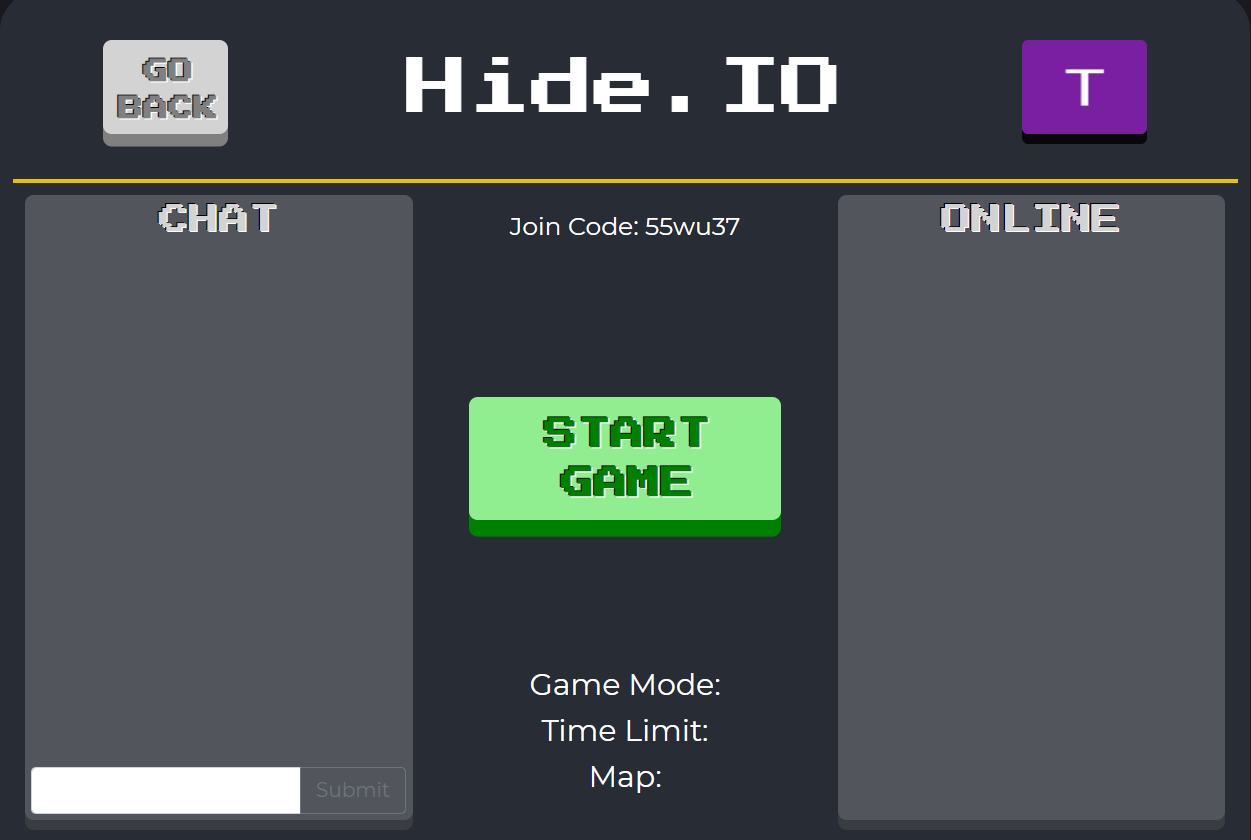 GO
BACK
Hide.IO
T
CHAT
Submit
Join Code: 55wu37
START
GAME
Game Mode:
Time Limit:
Map:
ONLINE